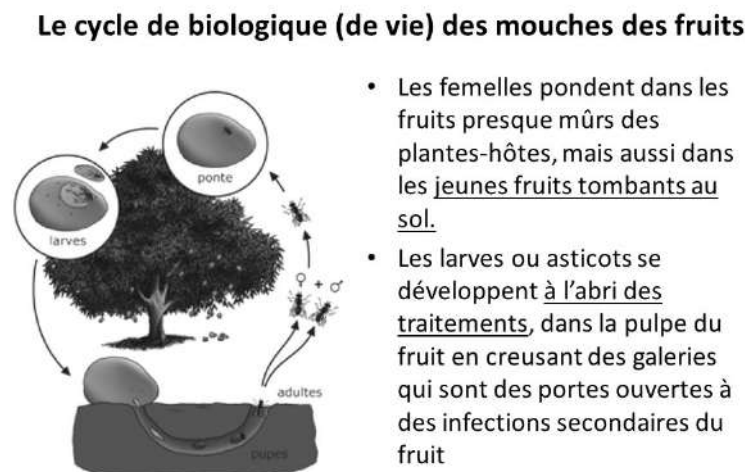 Le cycle de biologique (de vie) des mouches des fruits
ponte
larves
♀ + ♂
adultes
pupes
• Les femelles pondent dans les
fruits presque mûrs des
plantes-hôtes, mais aussi dans
les jeunes fruits tombants au
sol.
• Les larves ou asticots se
développent à l'abri des
traitements, dans la pulpe du
fruit en creusant des galeries
qui sont des portes ouvertes à
des infections secondaires du
fruit